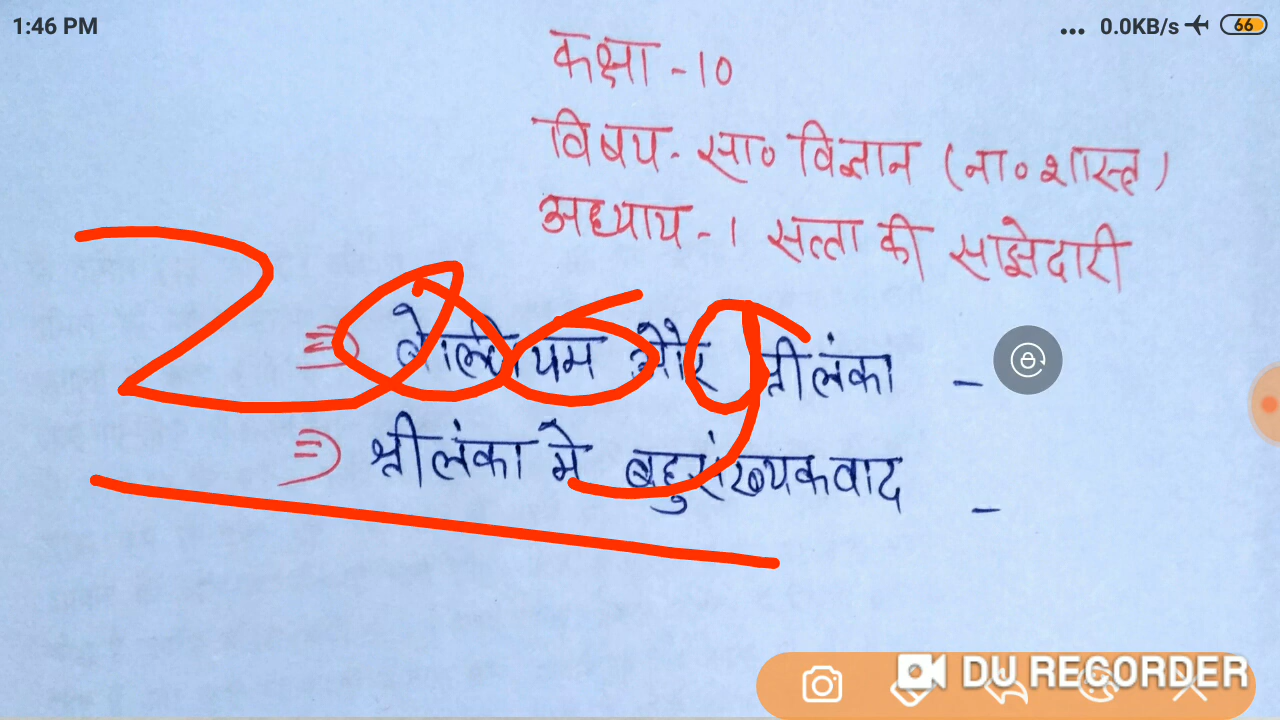 1:46 PM
... 0.0KB/s 66
कक्षा - 10
विषय - सा० विज्ञान (ना० शास्त्र)
अध्याय - 1 सत्ता की साझेदारी
⇒ बेल्जियम और श्रीलंका -
⇒ श्रीलंका मे बहुसंख्यकवाद -
DU RECORDER